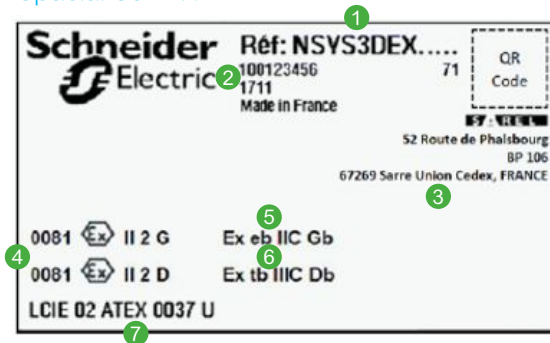 1
Schneider Electric
Réf: NSYS3DEX.....
2
100123456 71
1711
Made in France
QR Code
52 Route de Phalsbourg
BP 106
67269 Sarre Union Cedex, FRANCE
3
5
0081 Ex II 2 G Ex eb IIC Gb
4
6
0081 Ex II 2 D Ex tb IIIC Db
LCIE 02 ATEX 0037 U
7